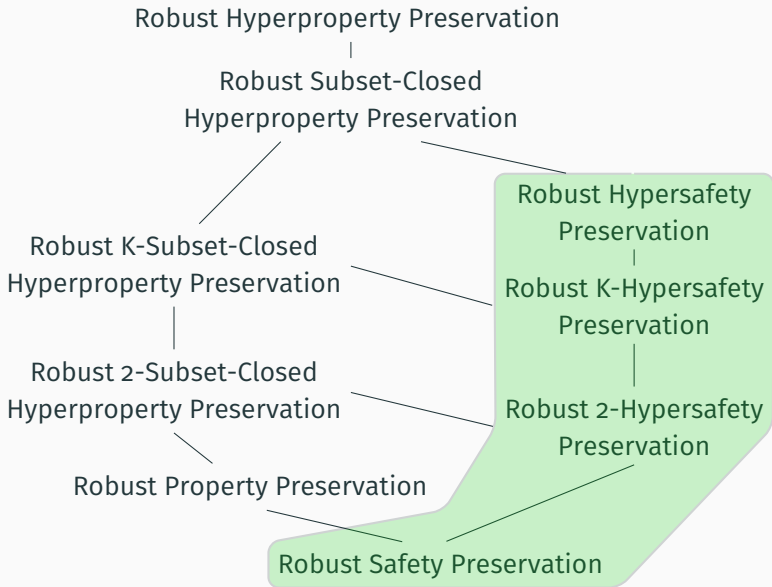 Robust Hyperproperty Preservation
Robust Subset-Closed
Hyperproperty Preservation
Robust Hypersafety
Preservation
Robust K-Subset-Closed
Hyperproperty Preservation
Robust K-Hypersafety
Preservation
Robust 2-Subset-Closed
Hyperproperty Preservation
Robust 2-Hypersafety
Preservation
Robust Property Preservation
Robust Safety Preservation